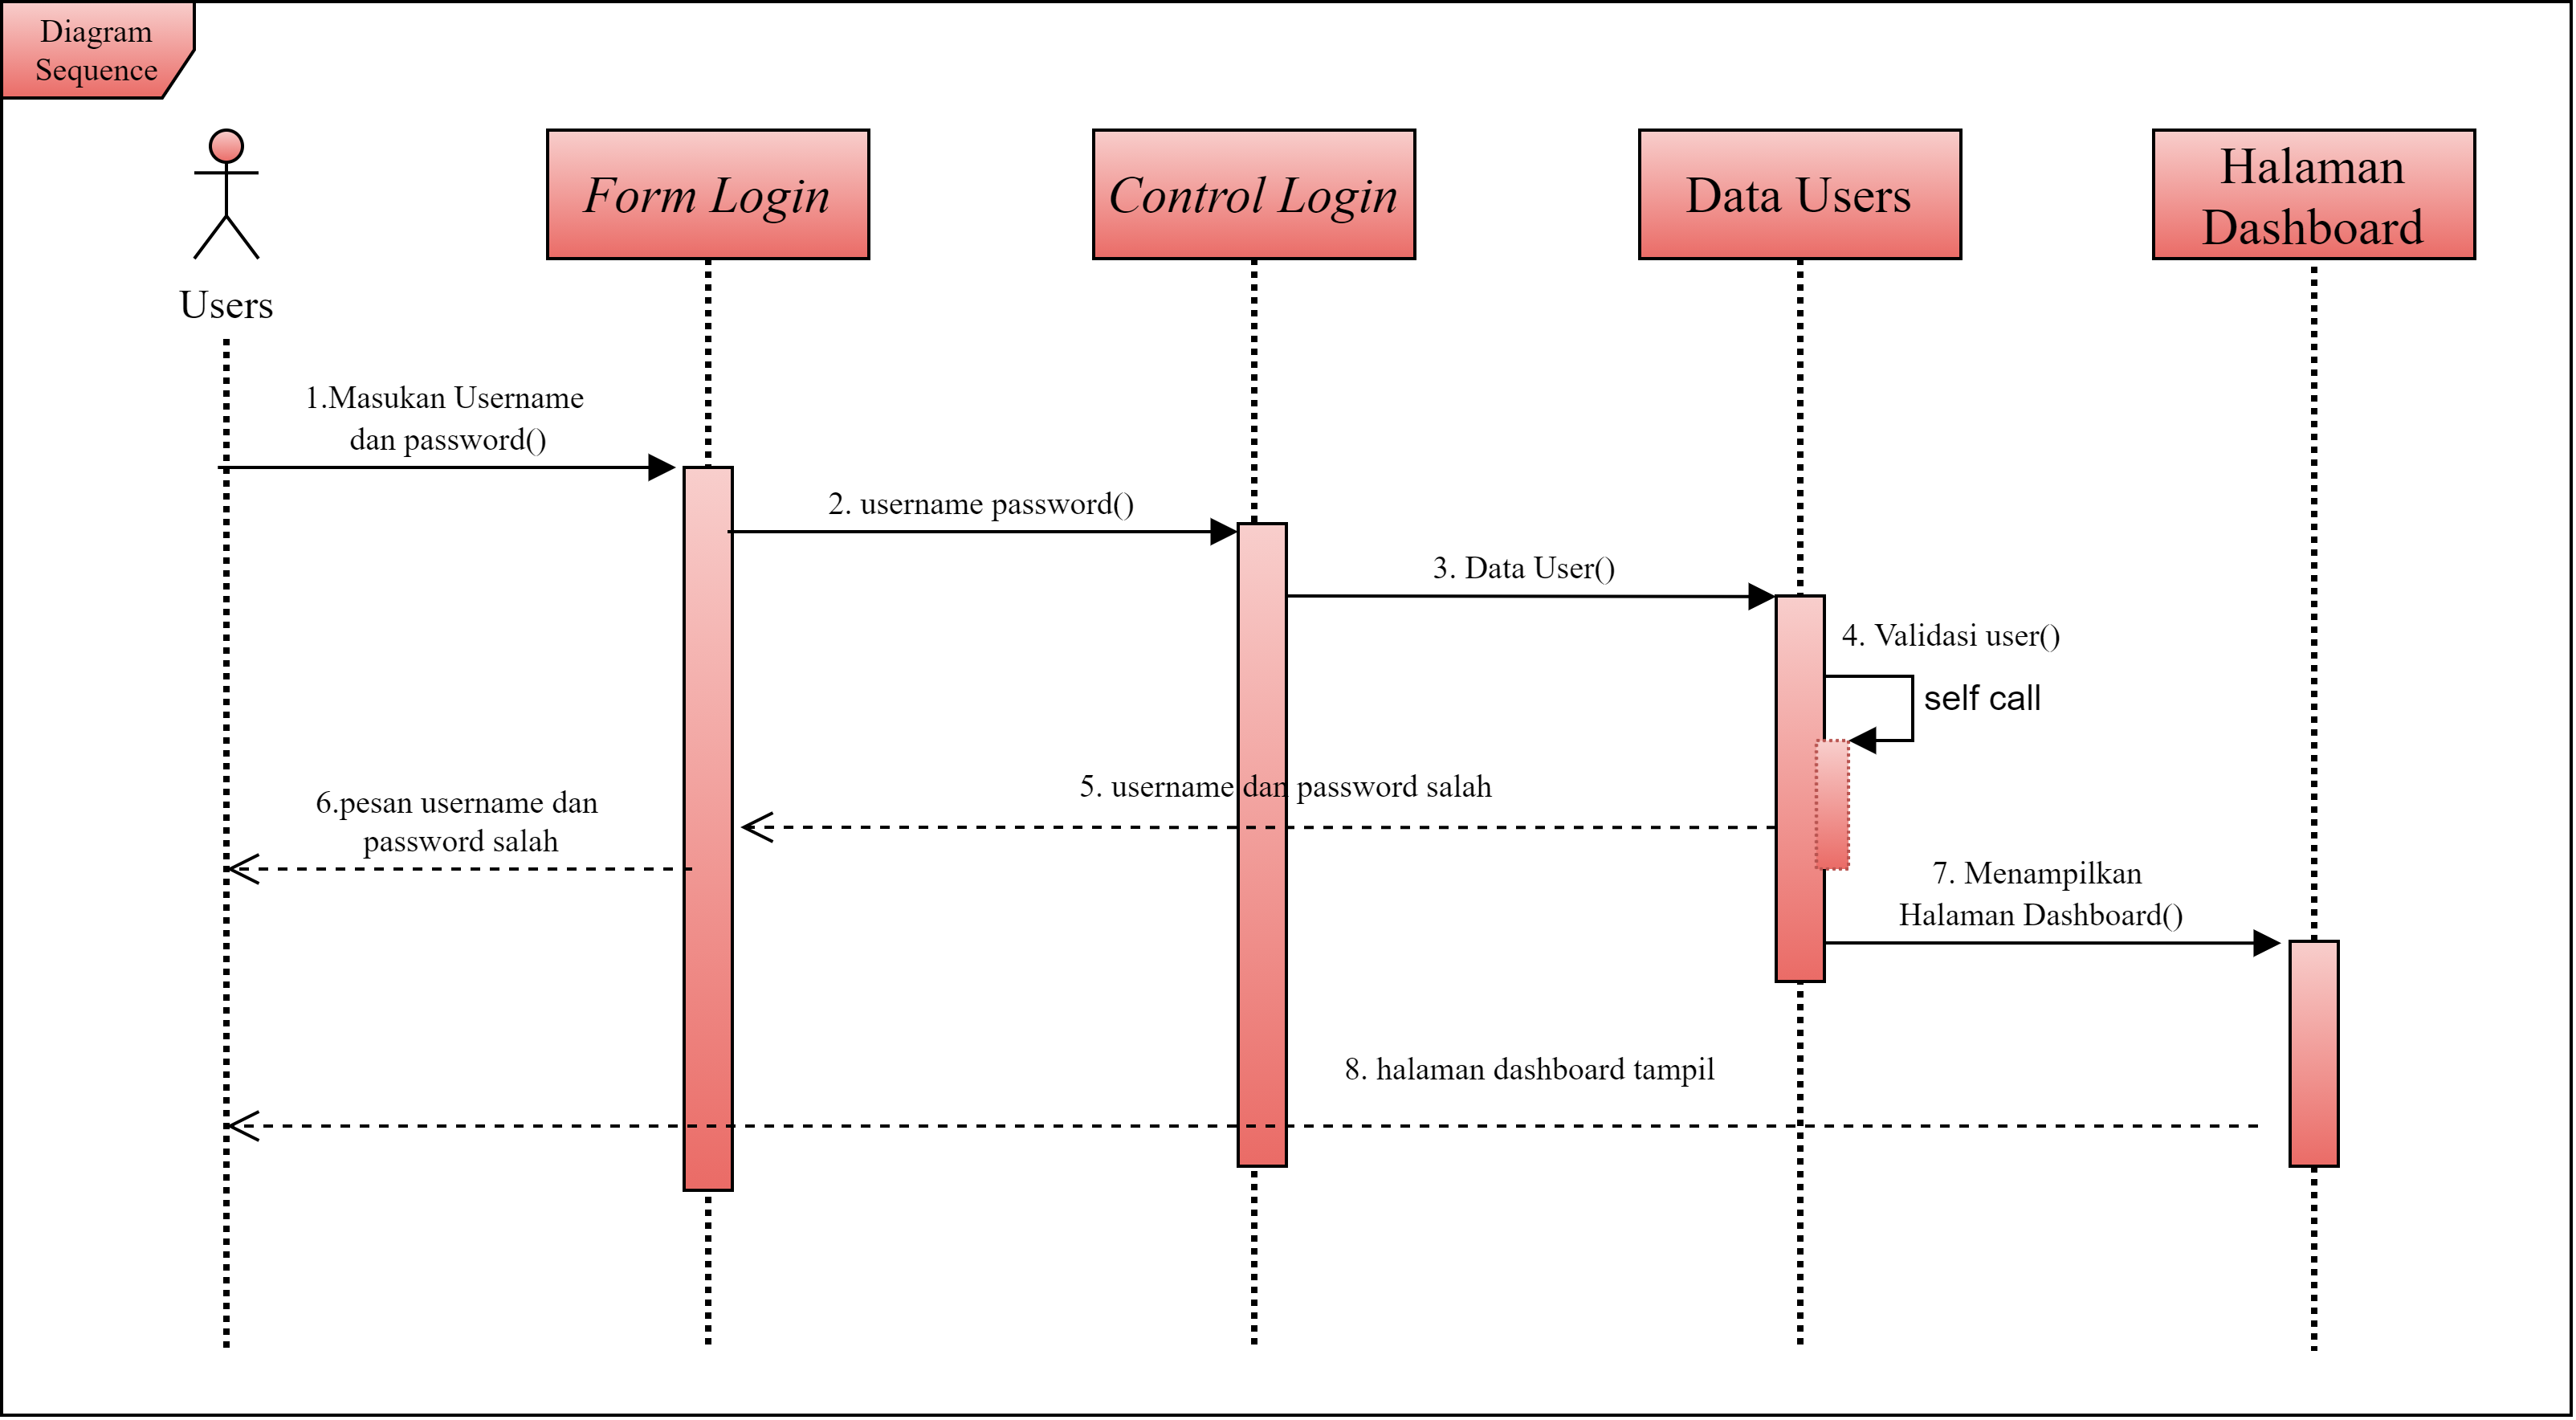 Diagram
Sequence
Users
Form Login
Control Login
Data Users
Halaman
Dashboard
1.Masukan Username
dan password()
2. username password()
3. Data User()
4. Validasi user()
self call
5. username dan password salah
6.pesan username dan
password salah
7. Menampilkan
Halaman Dashboard()
8. halaman dashboard tampil